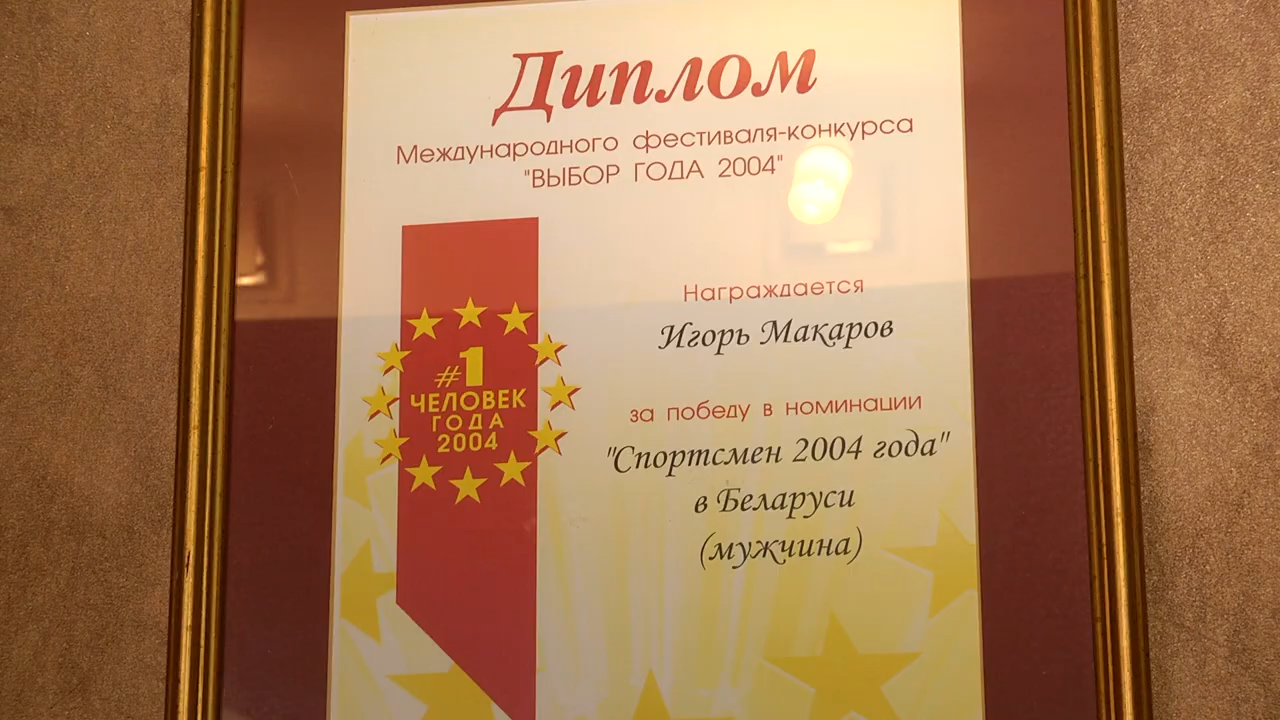 Диплом
Международного фестиваля-конкурса
"ВЫБОР ГОДА 2004"
#1
ЧЕЛОВЕК
ГОДА
2004
Награждается
Игорь Макаров
за победу в номинации
"Спортсмен 2004 года"
в Беларуси
(мужчина)